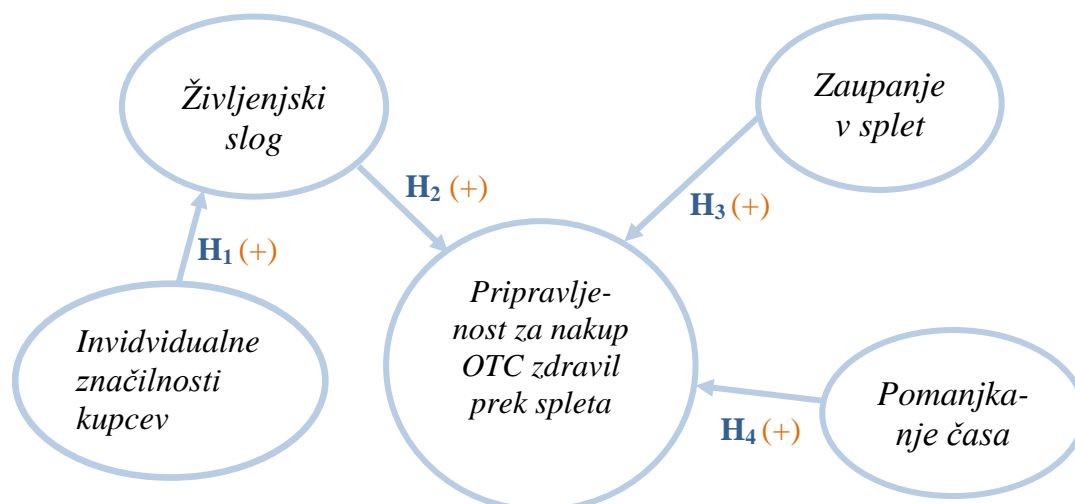 Življenjski
slog
Zaupanje
v splet
H₂ (+)
H₃ (+)
H₁ (+)
Invidvidualne
značilnosti
kupcev
Pripravlje-
nost za nakup
OTC zdravil
prek spleta
H₄ (+)
Pomanjka-
nje časa